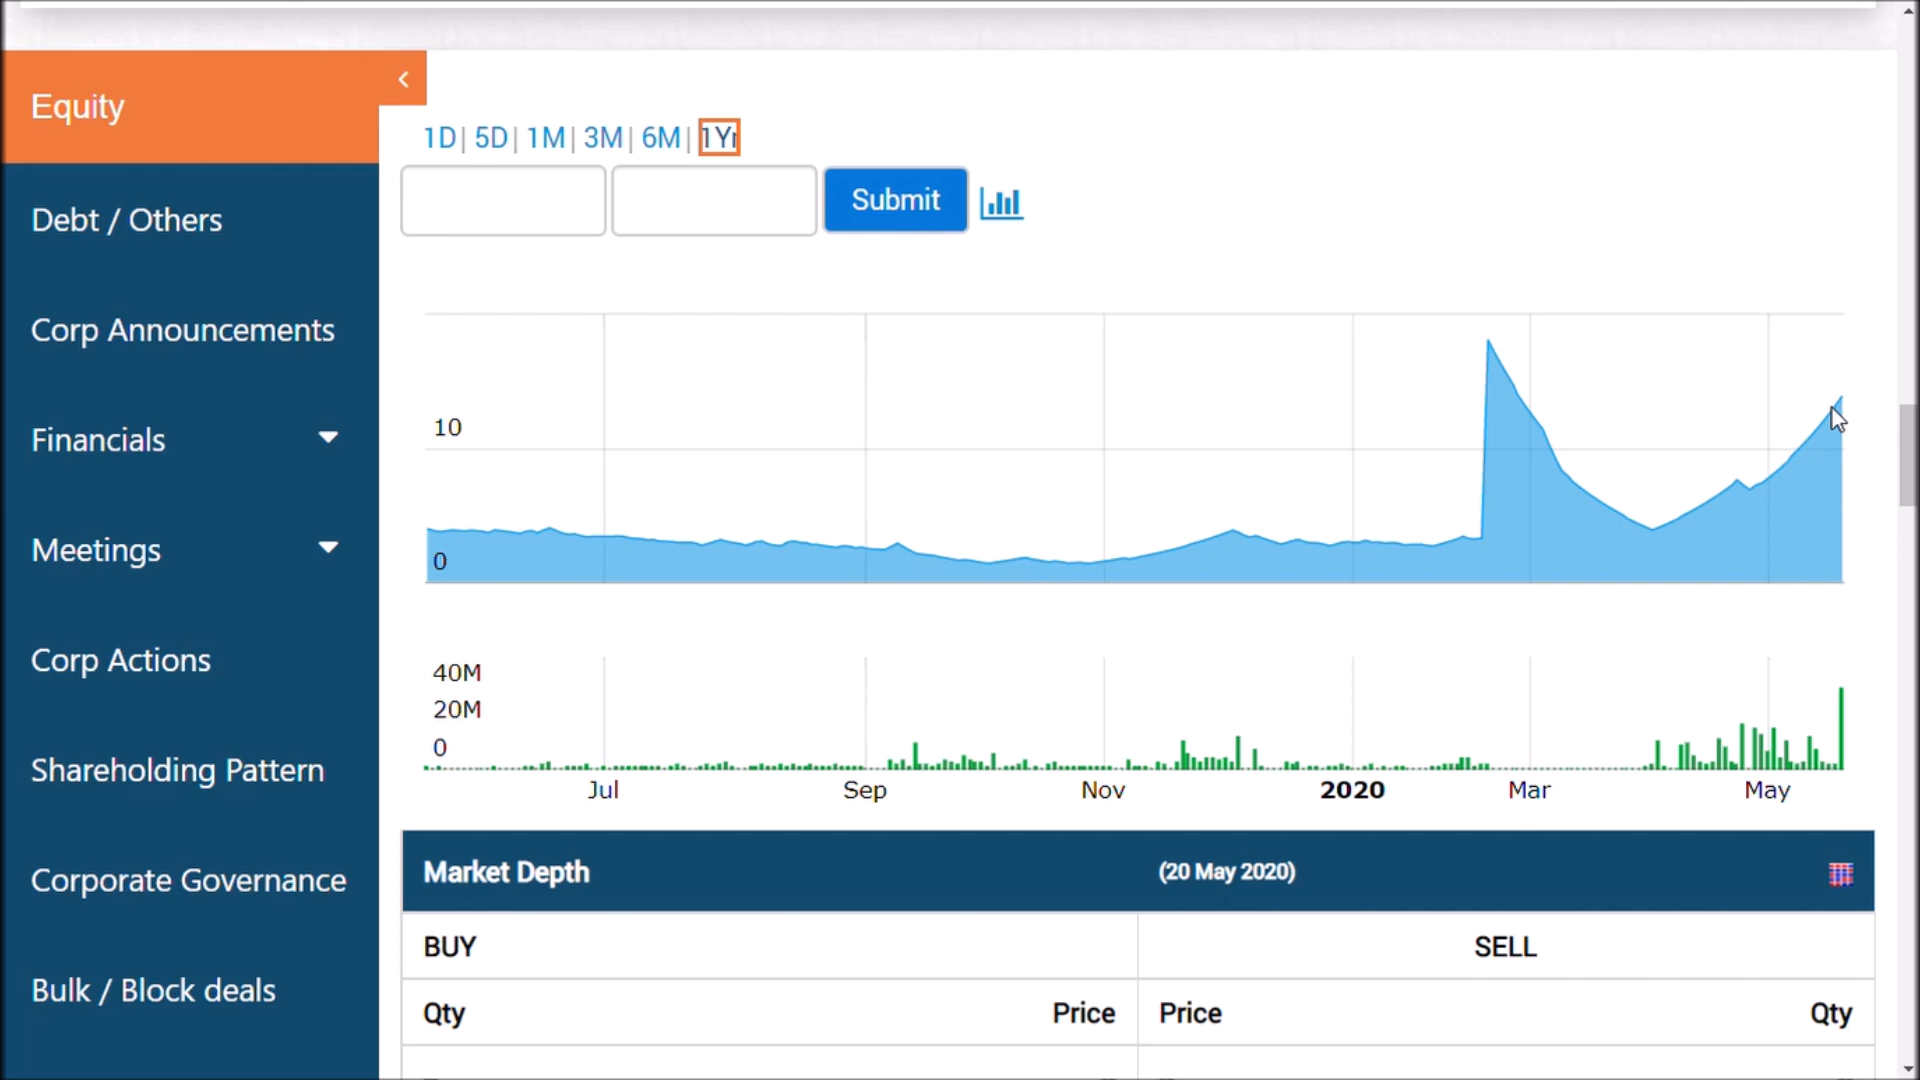 Equity
Debt / Others
Corp Announcements
Financials
Meetings
Corp Actions
Shareholding Pattern
Corporate Governance
Bulk / Block deals
1D| 5D| 1M| 3M| 6M| 1Yr
Submit
10
0
40M
20M
0
Jul Sep Nov 2020 Mar May
Market Depth (20 May 2020)
BUY SELL
Qty Price Price Qty